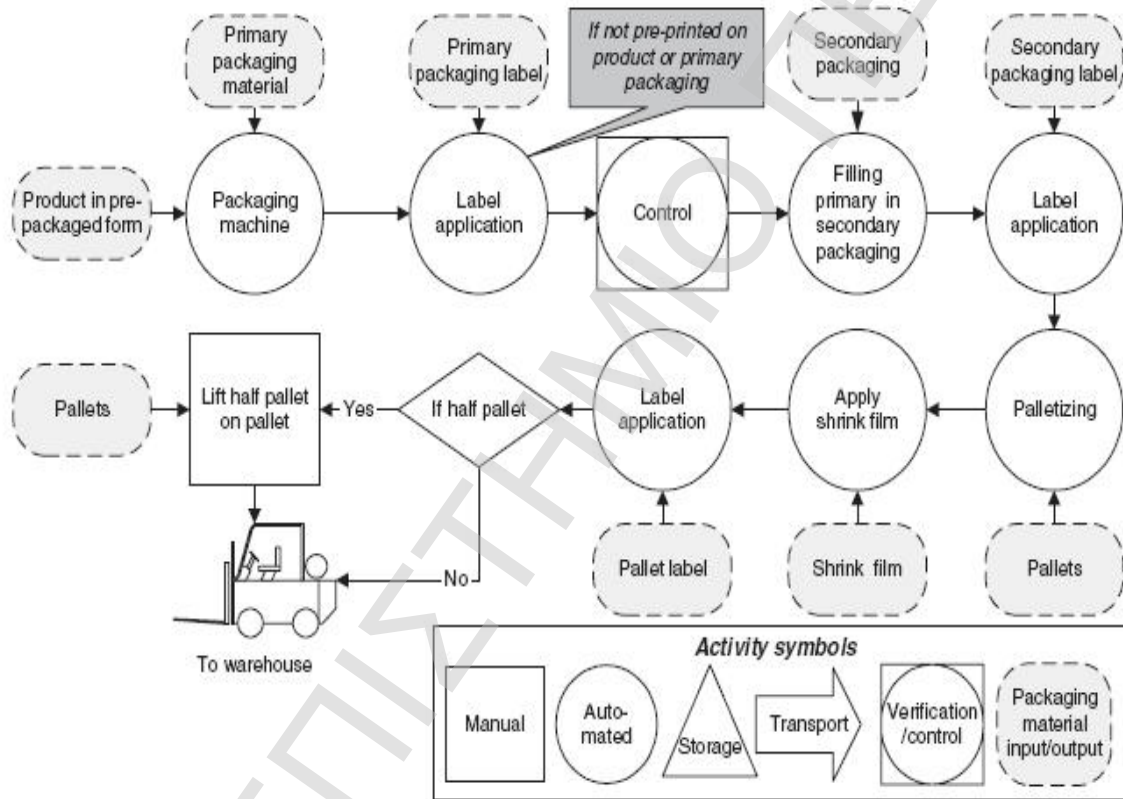 Primary
packaging
material
Primary
packaging label
If not pre-printed on
product or primary
packaging
Secondary
packaging
Secondary
packaging label
Product in pre-
packaged form
Packaging
machine
Label
application
Control
Filling
primary in
secondary
packaging
Label
application
Pallets
Lift half pallet
on pallet
Yes
If half pallet
Label
application
Apply
shrink film
Palletizing
No
Pallet label
Shrink film
Pallets
To warehouse
Activity symbols
Manual
Auto-
mated
Storage
Transport
Verification
/control
Packaging
material
input/output